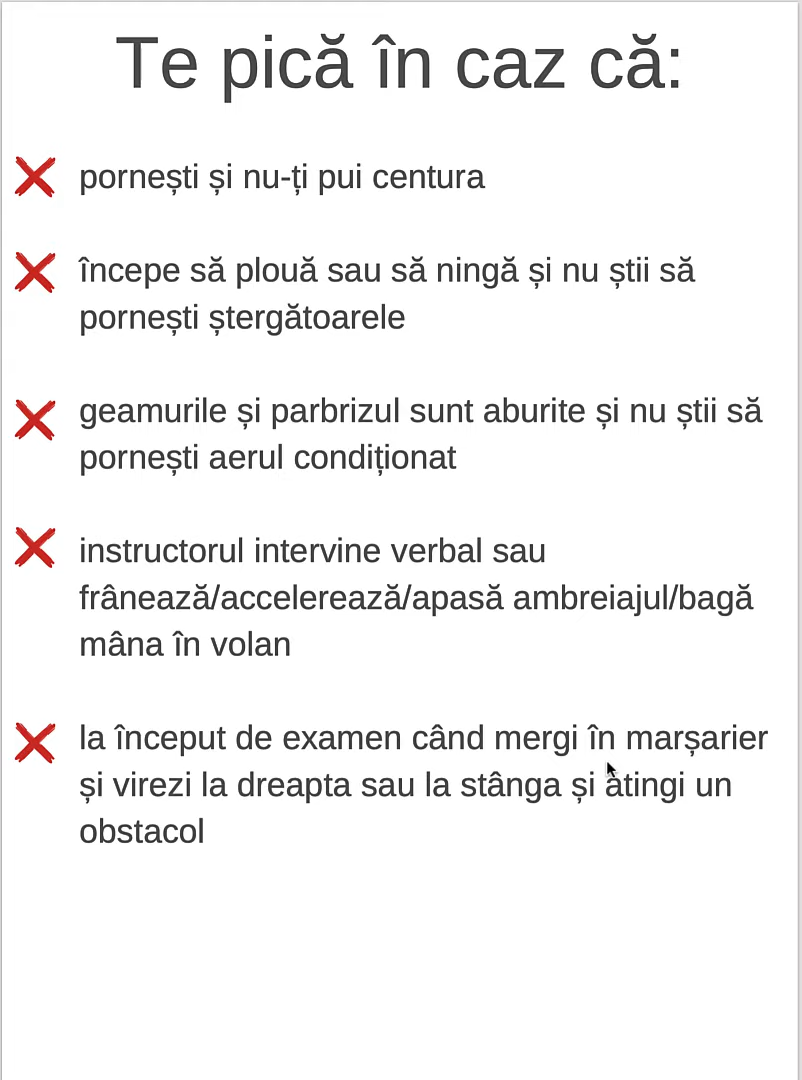 Te pică în caz că:
pornești și nu-ți pui centura
începe să plouă sau să ningă și nu știi să
pornești ștergătoarele
geamurile și parbrizul sunt aburite și nu știi să
pornești aerul condiționat
instructorul intervine verbal sau
frânează/accelerează/apasă ambreiajul/bagă
mâna în volan
la început de examen când mergi în marșarier
și virezi la dreapta sau la stânga și atingi un
obstacol